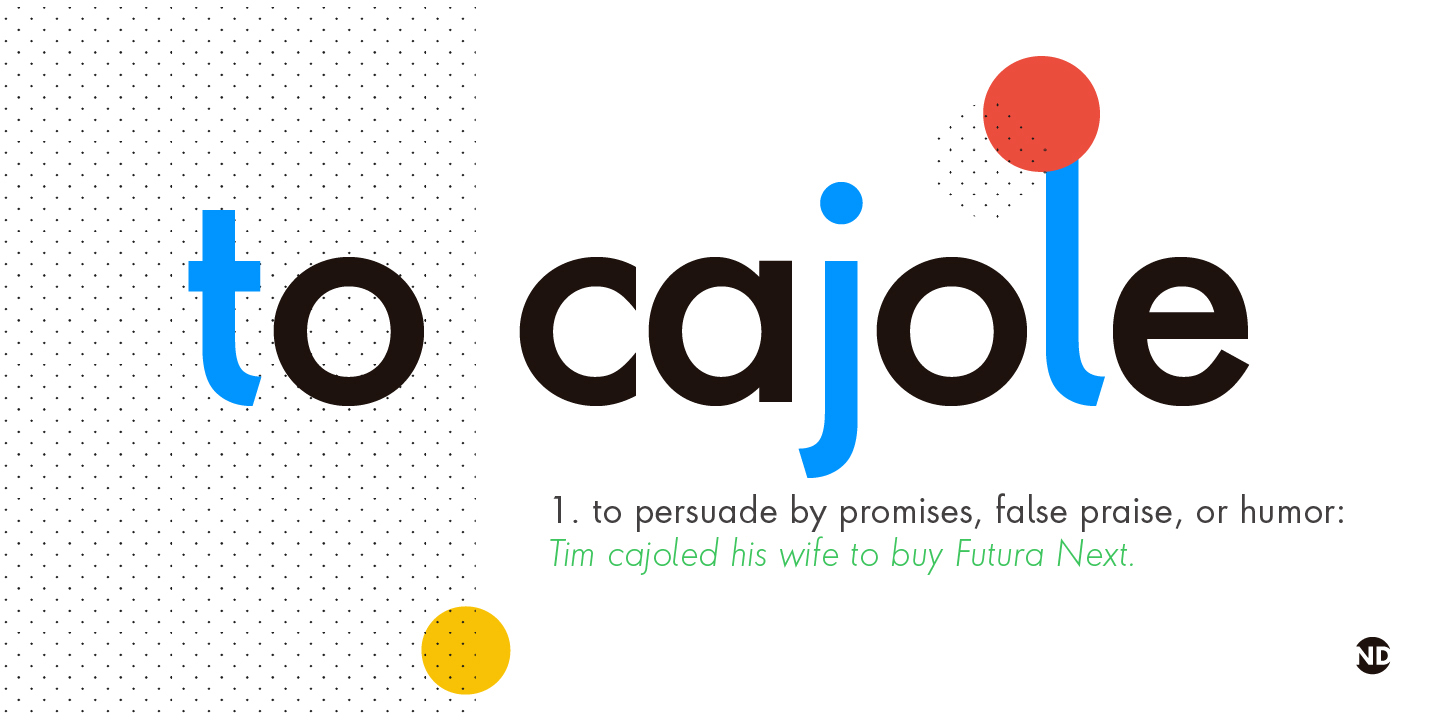 to cajole
1. to persuade by promises, false praise, or humor:
Tim cajoled his wife to buy Futura Next.
ND